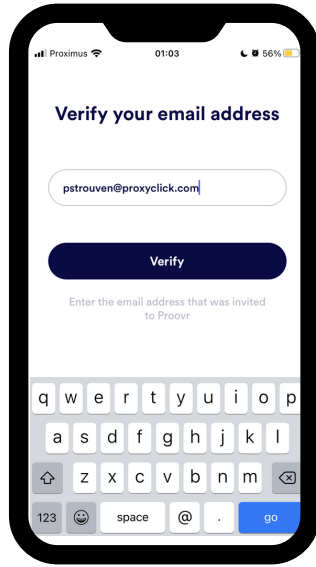 Proximus 01:03 56%
Verify your email address
pstrouven@proxyclick.com
Verify
Enter the email address that was invited
to Proovr
q w e r t y u i o p
a s d f g h j k l
z x c v b n m
123 space @ . go